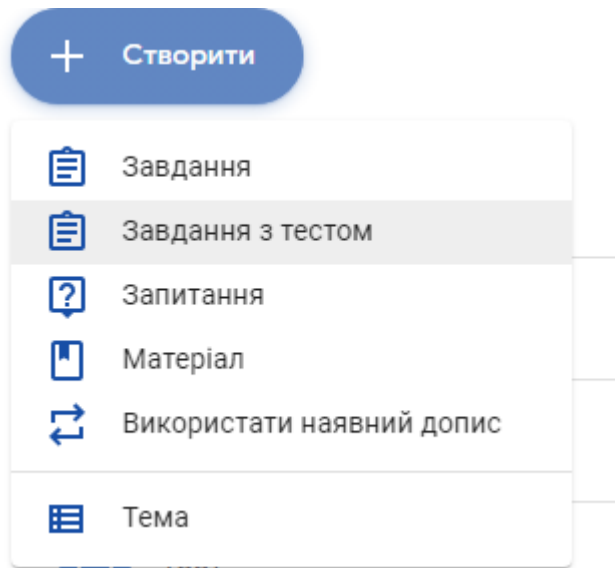 Створити
Завдання
Завдання з тестом
Запитання
Матеріал
Використати наявний допис
Тема